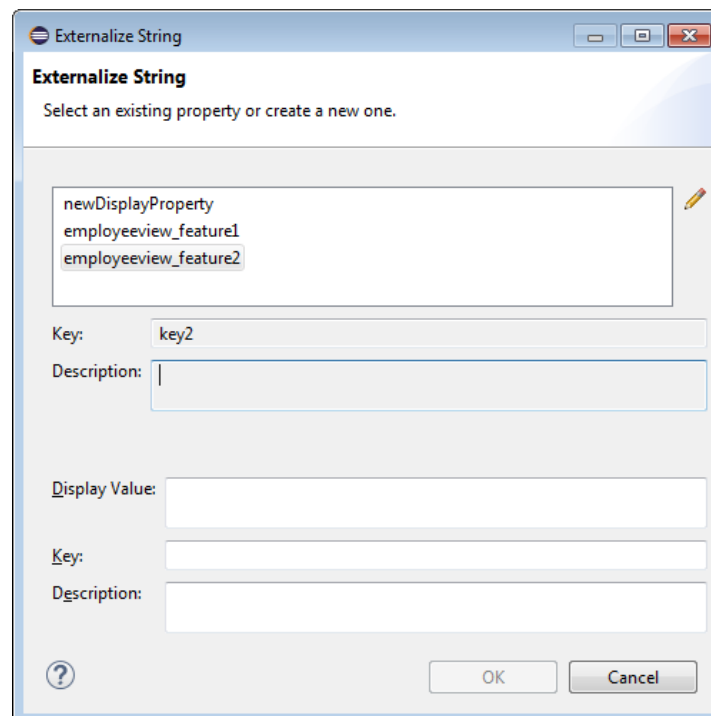 Externalize String
Externalize String
Select an existing property or create a new one.
newDisplayProperty
employeeview_feature1
employeeview_feature2
Key: key2
Description:
Display Value:
Key:
Description:
? OK Cancel